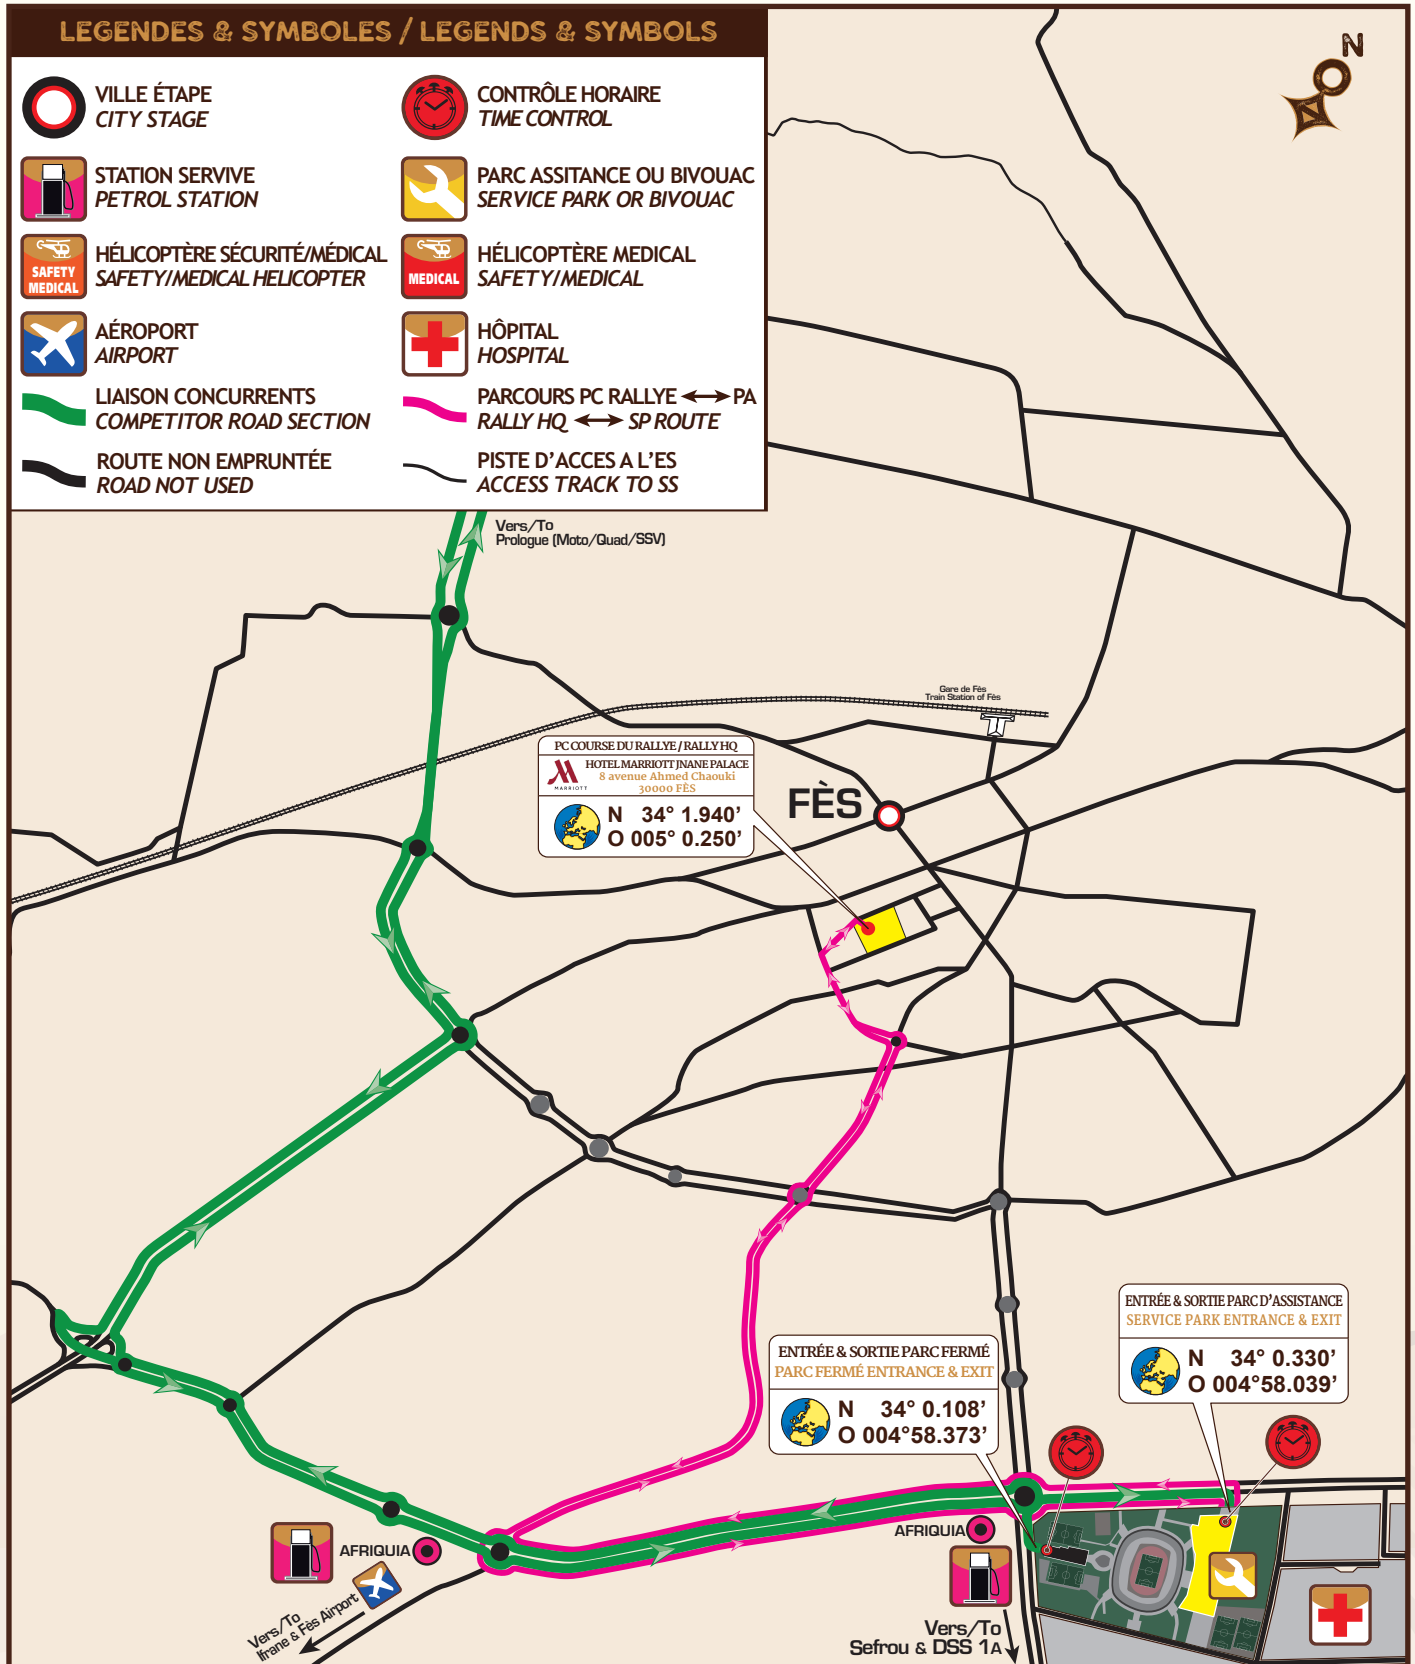 LEGENDES & SYMBOLES / LEGENDS & SYMBOLS
VILLE ÉTAPE
CITY STAGE
CONTRÔLE HORAIRE
TIME CONTROL
STATION SERVIVE
PETROL STATION
PARC ASSITANCE OU BIVOUAC
SERVICE PARK OR BIVOUAC
SAFETY
MEDICAL
HÉLICOPTÈRE SÉCURITÉ/MÉDICAL
SAFETY/MEDICAL HELICOPTER
MEDICAL
HÉLICOPTÈRE MEDICAL
SAFETY/MEDICAL
AÉROPORT
AIRPORT
HÔPITAL
HOSPITAL
LIAISON CONCURRENTS
COMPETITOR ROAD SECTION
PARCOURS PC RALLYE ↔ PA
RALLY HQ ↔ SP ROUTE
ROUTE NON EMPRUNTÉE
ROAD NOT USED
PISTE D'ACCES A L'ES
ACCESS TRACK TO SS
N
Vers/To
Prologue (Moto/Quad/SSV)
Gare de Fès
Train Station of Fès
PC COURSE DU RALLYE / RALLY HQ
MARRIOTT
HOTEL MARRIOTT JNANE PALACE
8 avenue Ahmed Chaouki
30000 FÈS
N 34° 1.940'
O 005° 0.250'
FÈS
ENTRÉE & SORTIE PARC D'ASSISTANCE
SERVICE PARK ENTRANCE & EXIT
N 34° 0.330'
O 004°58.039'
ENTRÉE & SORTIE PARC FERMÉ
PARC FERMÉ ENTRANCE & EXIT
N 34° 0.108'
O 004°58.373'
AFRIQUIA
AFRIQUIA
Vers/To
Ifrane & Fès Airport
Vers/To
Sefrou & DSS 1A